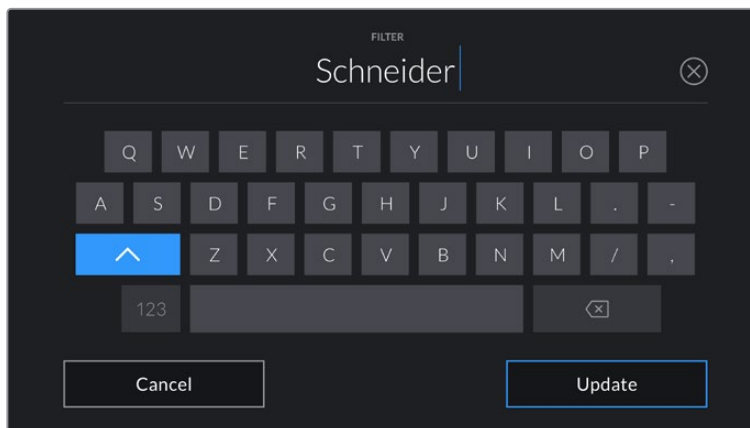 FILTER
Schneider
Q W E R T Y U I O P
A S D F G H J K L . -
Z X C V B N M / ,
123
Cancel Update